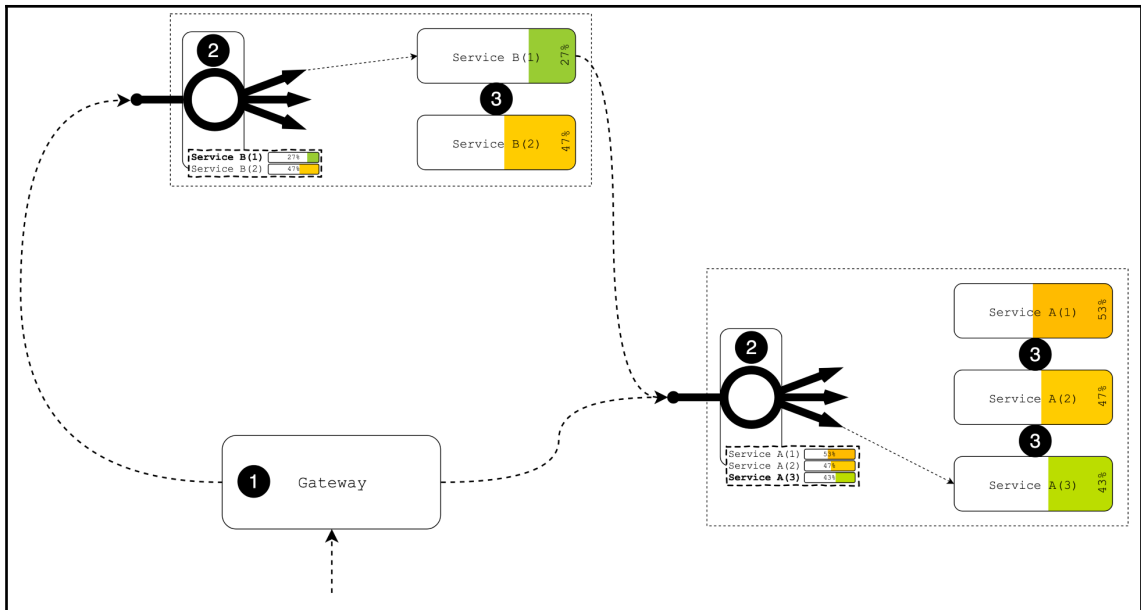 2
Service B(1) 27%
3
Service B(2) 47%
Service B(1) 27%
Service B(2) 47%
Service A(1) 53%
2
3
Service A(2) 47%
3
Service A(1) 53%
Service A(2) 47%
Service A(3) 43%
Service A(3) 43%
1 Gateway